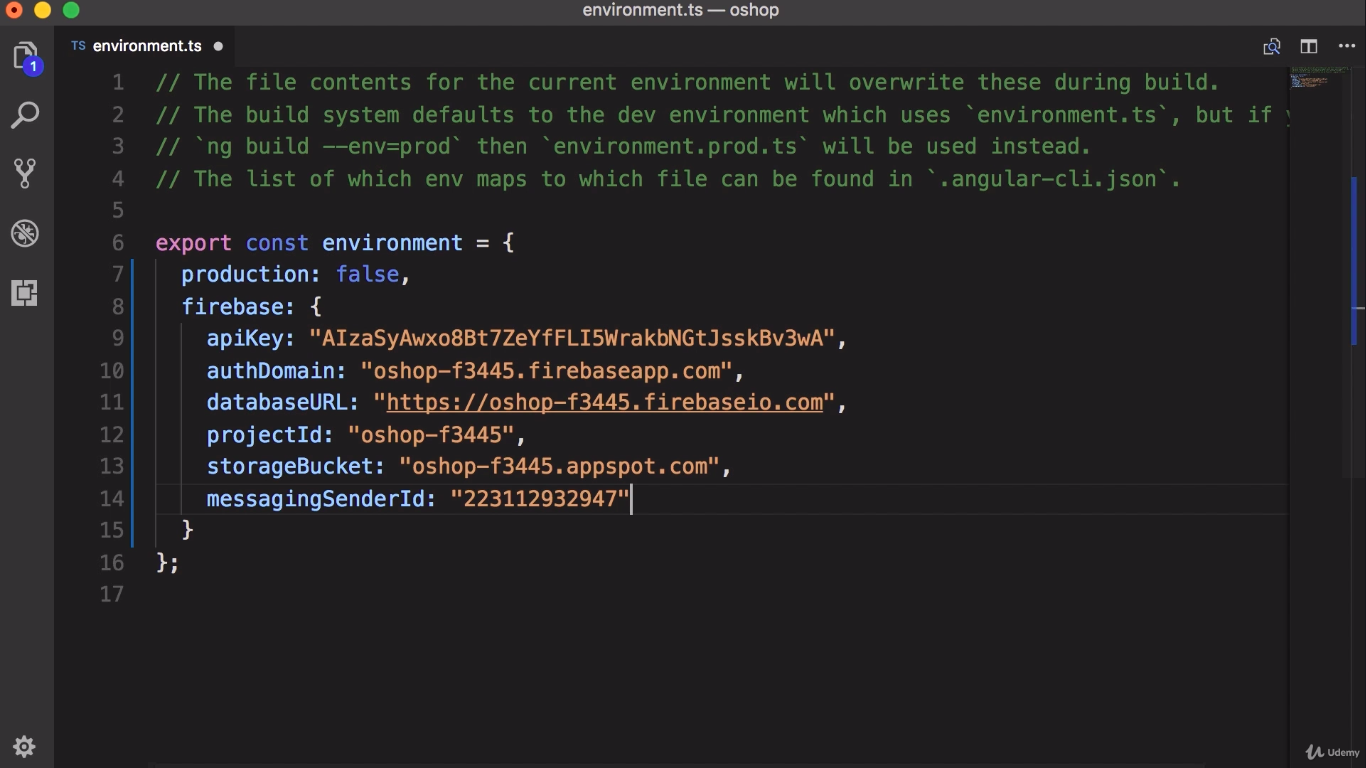 environment.ts — oshop
TS environment.ts
1
1 // The file contents for the current environment will overwrite these during build.
2 // The build system defaults to the dev environment which uses `environment.ts`, but if
3 // `ng build --env=prod` then `environment.prod.ts` will be used instead.
4 // The list of which env maps to which file can be found in `.angular-cli.json`.
5
6 export const environment = {
7 production: false,
8 firebase: {
9 apiKey: "AIzaSyAwxo8Bt7ZeYfFLI5WrakbNGtJsskBv3wA",
10 authDomain: "oshop-f3445.firebaseapp.com",
11 databaseURL: "https://oshop-f3445.firebaseio.com",
12 projectId: "oshop-f3445",
13 storageBucket: "oshop-f3445.appspot.com",
14 messagingSenderId: "223112932947"
15 }
16 };
17
Udemy